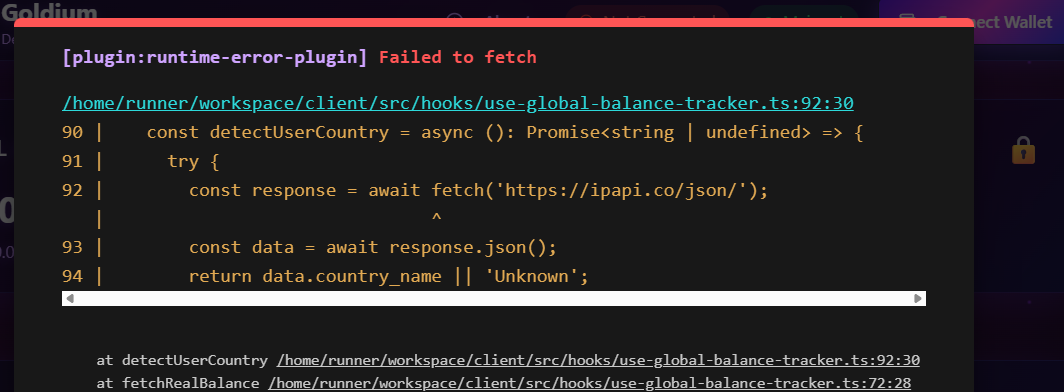 Goldium
Connect Wallet
[plugin:runtime-error-plugin] Failed to fetch
/home/runner/workspace/client/src/hooks/use-global-balance-tracker.ts:92:30
90 |    const detectUserCountry = async (): Promise<string | undefined> => {
91 |      try {
92 |        const response = await fetch('https://ipapi.co/json/');
   |                               ^
93 |        const data = await response.json();
94 |        return data.country_name || 'Unknown';
at detectUserCountry /home/runner/workspace/client/src/hooks/use-global-balance-tracker.ts:92:30
at fetchRealBalance /home/runner/workspace/client/src/hooks/use-global-balance-tracker.ts:72:28